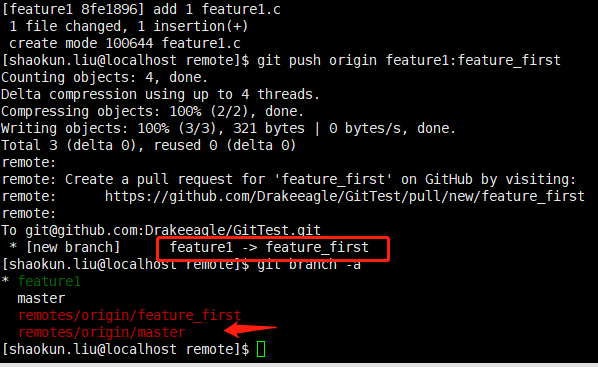 [feature1 8fe1896] add 1 feature1.c
1 file changed, 1 insertion(+)
create mode 100644 feature1.c
[shaokun.liu@localhost remote]$ git push origin feature1:feature_first
Counting objects: 4, done.
Delta compression using up to 4 threads.
Compressing objects: 100% (2/2), done.
Writing objects: 100% (3/3), 321 bytes | 0 bytes/s, done.
Total 3 (delta 0), reused 0 (delta 0)
remote:
remote: Create a pull request for 'feature_first' on GitHub by visiting:
remote:      https://github.com/Drakeeagle/GitTest/pull/new/feature_first
remote:
To git@github.com:Drakeeagle/GitTest.git
* [new branch]      feature1 -> feature_first
[shaokun.liu@localhost remote]$ git branch -a
* feature1
master
remotes/origin/feature_first
remotes/origin/master
[shaokun.liu@localhost remote]$